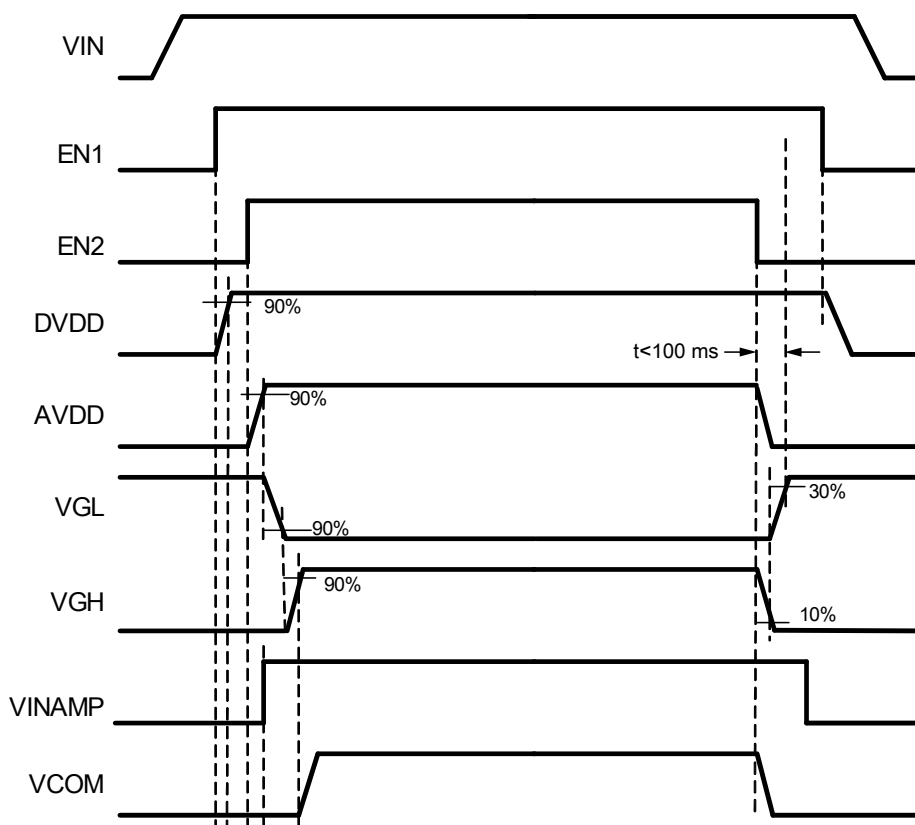 VIN
EN1
EN2
90%
DVDD
t<100 ms
AVDD
90%
VGL
30%
90%
VGH
90%
10%
VINAMP
VCOM